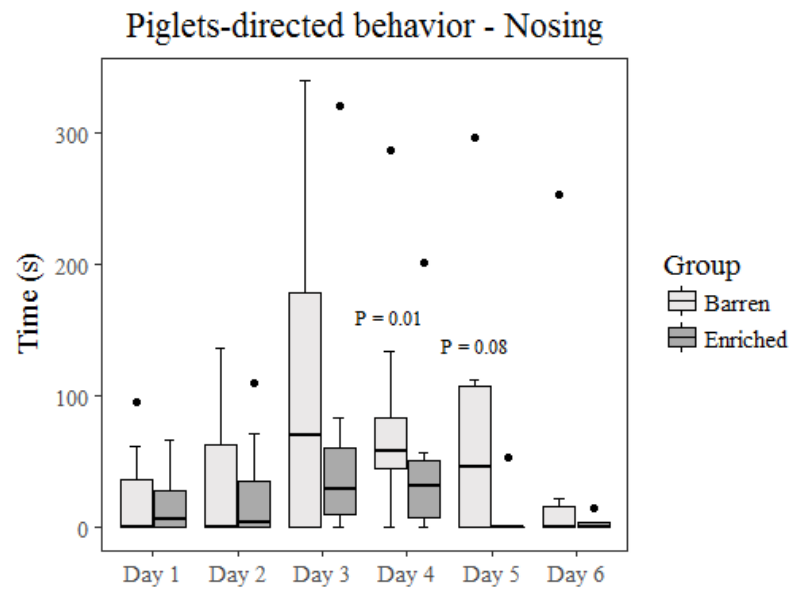 Piglets-directed behavior - Nosing
Time (s)
300
200
100
0
P = 0.01
P = 0.08
Day 1
Day 2
Day 3
Day 4
Day 5
Day 6
Group
Barren
Enriched